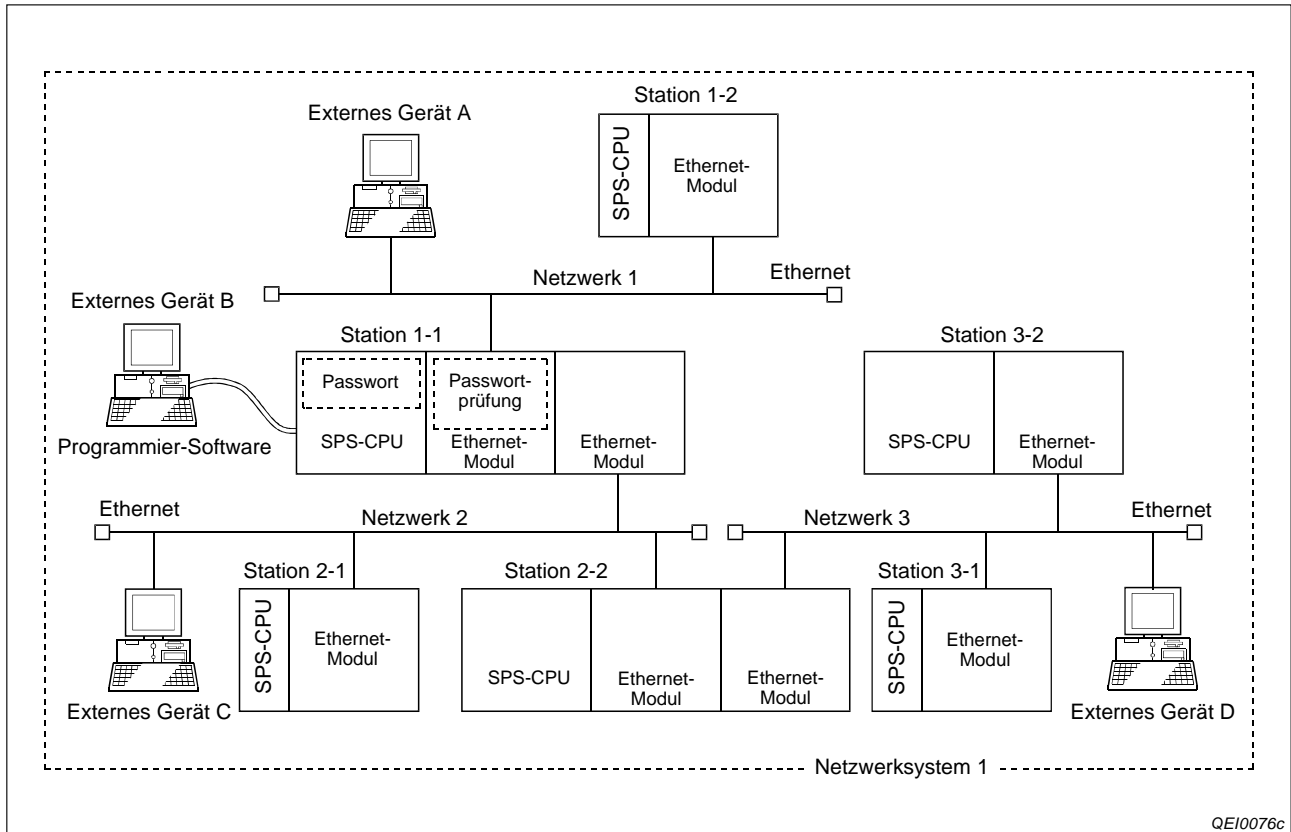 Station 1-2
Externes Gerät A
SPS-CPU
Ethernet-
Modul
Netzwerk 1
Ethernet
Externes Gerät B
Station 1-1
Station 3-2
Passwort
Passwort-
prüfung
SPS-CPU
Ethernet-
Modul
Ethernet-
Modul
SPS-CPU
Ethernet-
Modul
Programmier-Software
Ethernet
Netzwerk 2
Netzwerk 3
Ethernet
Station 2-1
Station 2-2
Station 3-1
SPS-CPU
Ethernet-
Modul
SPS-CPU
Ethernet-
Modul
Ethernet-
Modul
SPS-CPU
Ethernet-
Modul
Externes Gerät C
Externes Gerät D
Netzwerksystem 1
QEI0076c